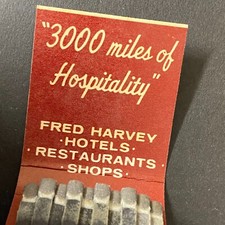 "3000 miles of
Hospitality"
FRED HARVEY
·HOTELS·
·RESTAURANTS·
·SHOPS·